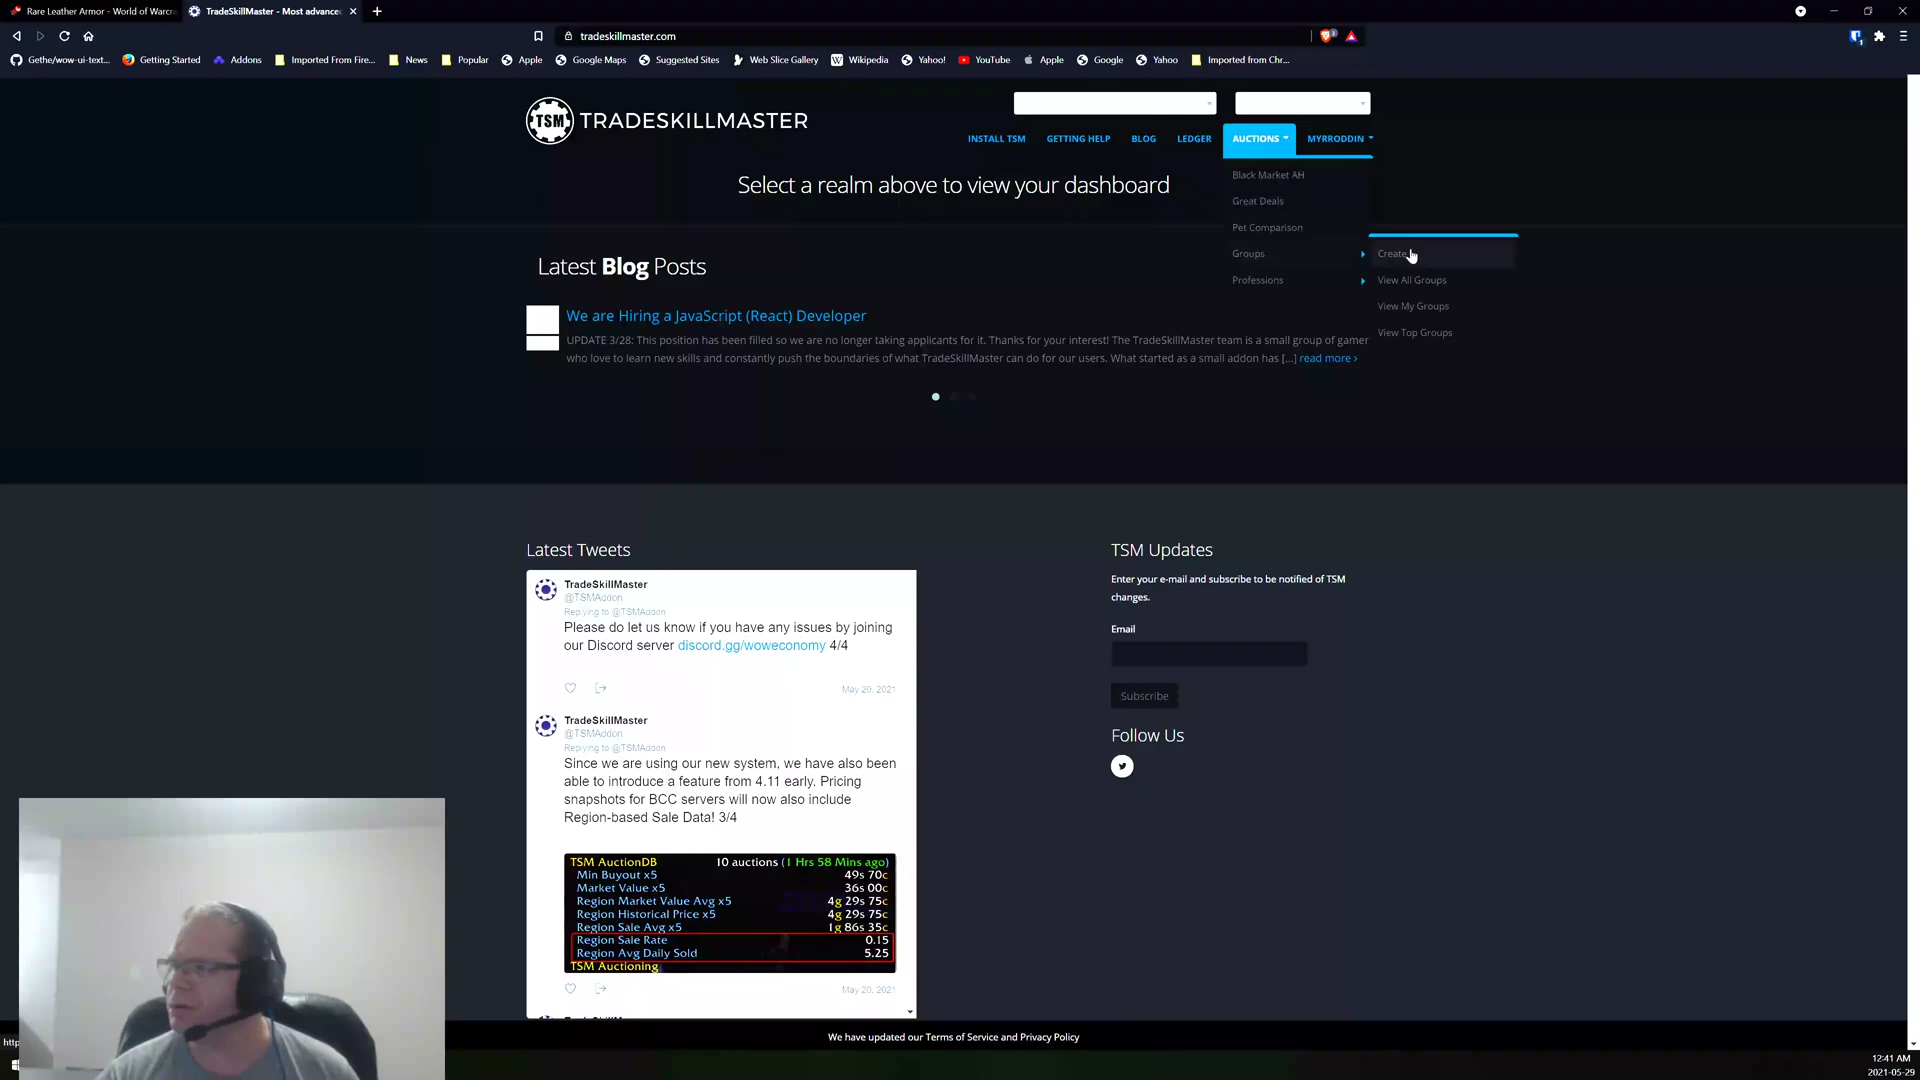 Rare Leather Armor - World of Warcr
TradeSkillMaster - Most advance
tradeskillmaster.com
Gethe/wow-ui-text...
Getting Started
Addons
Imported From Fire...
News
Popular
Apple
Google Maps
Suggested Sites
Web Slice Gallery
Wikipedia
Yahoo!
YouTube
Apple
Google
Yahoo
Imported from Chr...
TSM TRADESKILLMASTER
INSTALL TSM
GETTING HELP
BLOG
LEDGER
AUCTIONS
MYRRODDIN
Black Market AH
Great Deals
Pet Comparison
Groups
Professions
Create
View All Groups
View My Groups
View Top Groups
Select a realm above to view your dashboard
Latest Blog Posts
We are Hiring a JavaScript (React) Developer
UPDATE 3/28: This position has been filled so we are no longer taking applicants for it. Thanks for your interest! The TradeSkillMaster team is a small group of gamer
who love to learn new skills and constantly push the boundaries of what TradeSkillMaster can do for our users. What started as a small addon has [...] read more ›
Latest Tweets
TradeSkillMaster
@TSMAddon
Replying to @TSMAddon
Please do let us know if you have any issues by joining
our Discord server discord.gg/woweconomy 4/4
May 20, 2021
TradeSkillMaster
@TSMAddon
Replying to @TSMAddon
Since we are using our new system, we have also been
able to introduce a feature from 4.11 early. Pricing
snapshots for BCC servers will now also include
Region-based Sale Data! 3/4
TSM AuctionDB 10 auctions (1 Hrs 58 Mins ago)
Min Buyout x5 49s 70c
Market Value x5 36s 00c
Region Market Value Avg x5 4g 29s 75c
Region Historical Price x5 4g 29s 75c
Region Sale Avg x5 1g 86s 35c
Region Sale Rate 0.15
Region Avg Daily Sold 5.25
TSM Auctioning
May 20, 2021
TSM Updates
Enter your e-mail and subscribe to be notified of TSM
changes.
Email
Subscribe
Follow Us
We have updated our Terms of Service and Privacy Policy
12:41 AM
2021-05-29